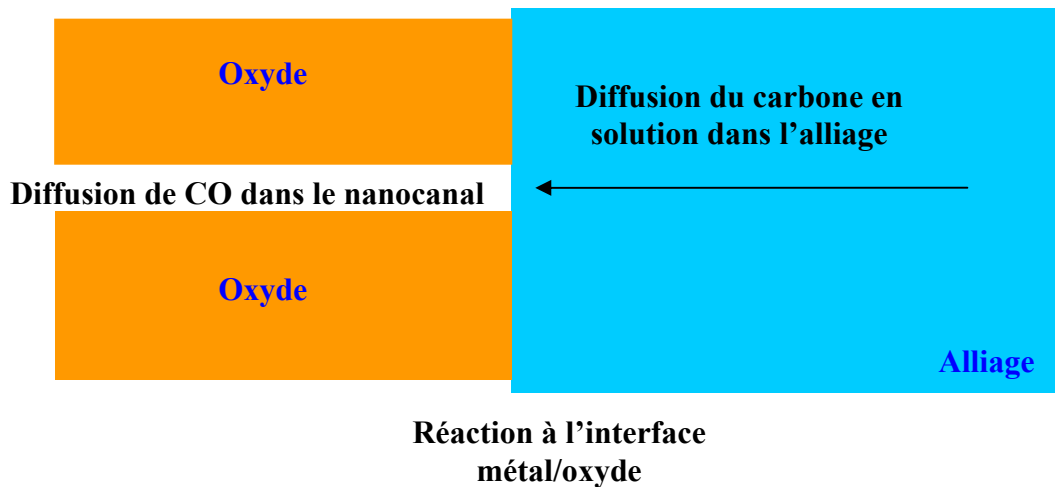 Oxyde
Diffusion du carbone en
solution dans l’alliage
Diffusion de CO dans le nanocanal
Oxyde
Alliage
Réaction à l’interface
métal/oxyde